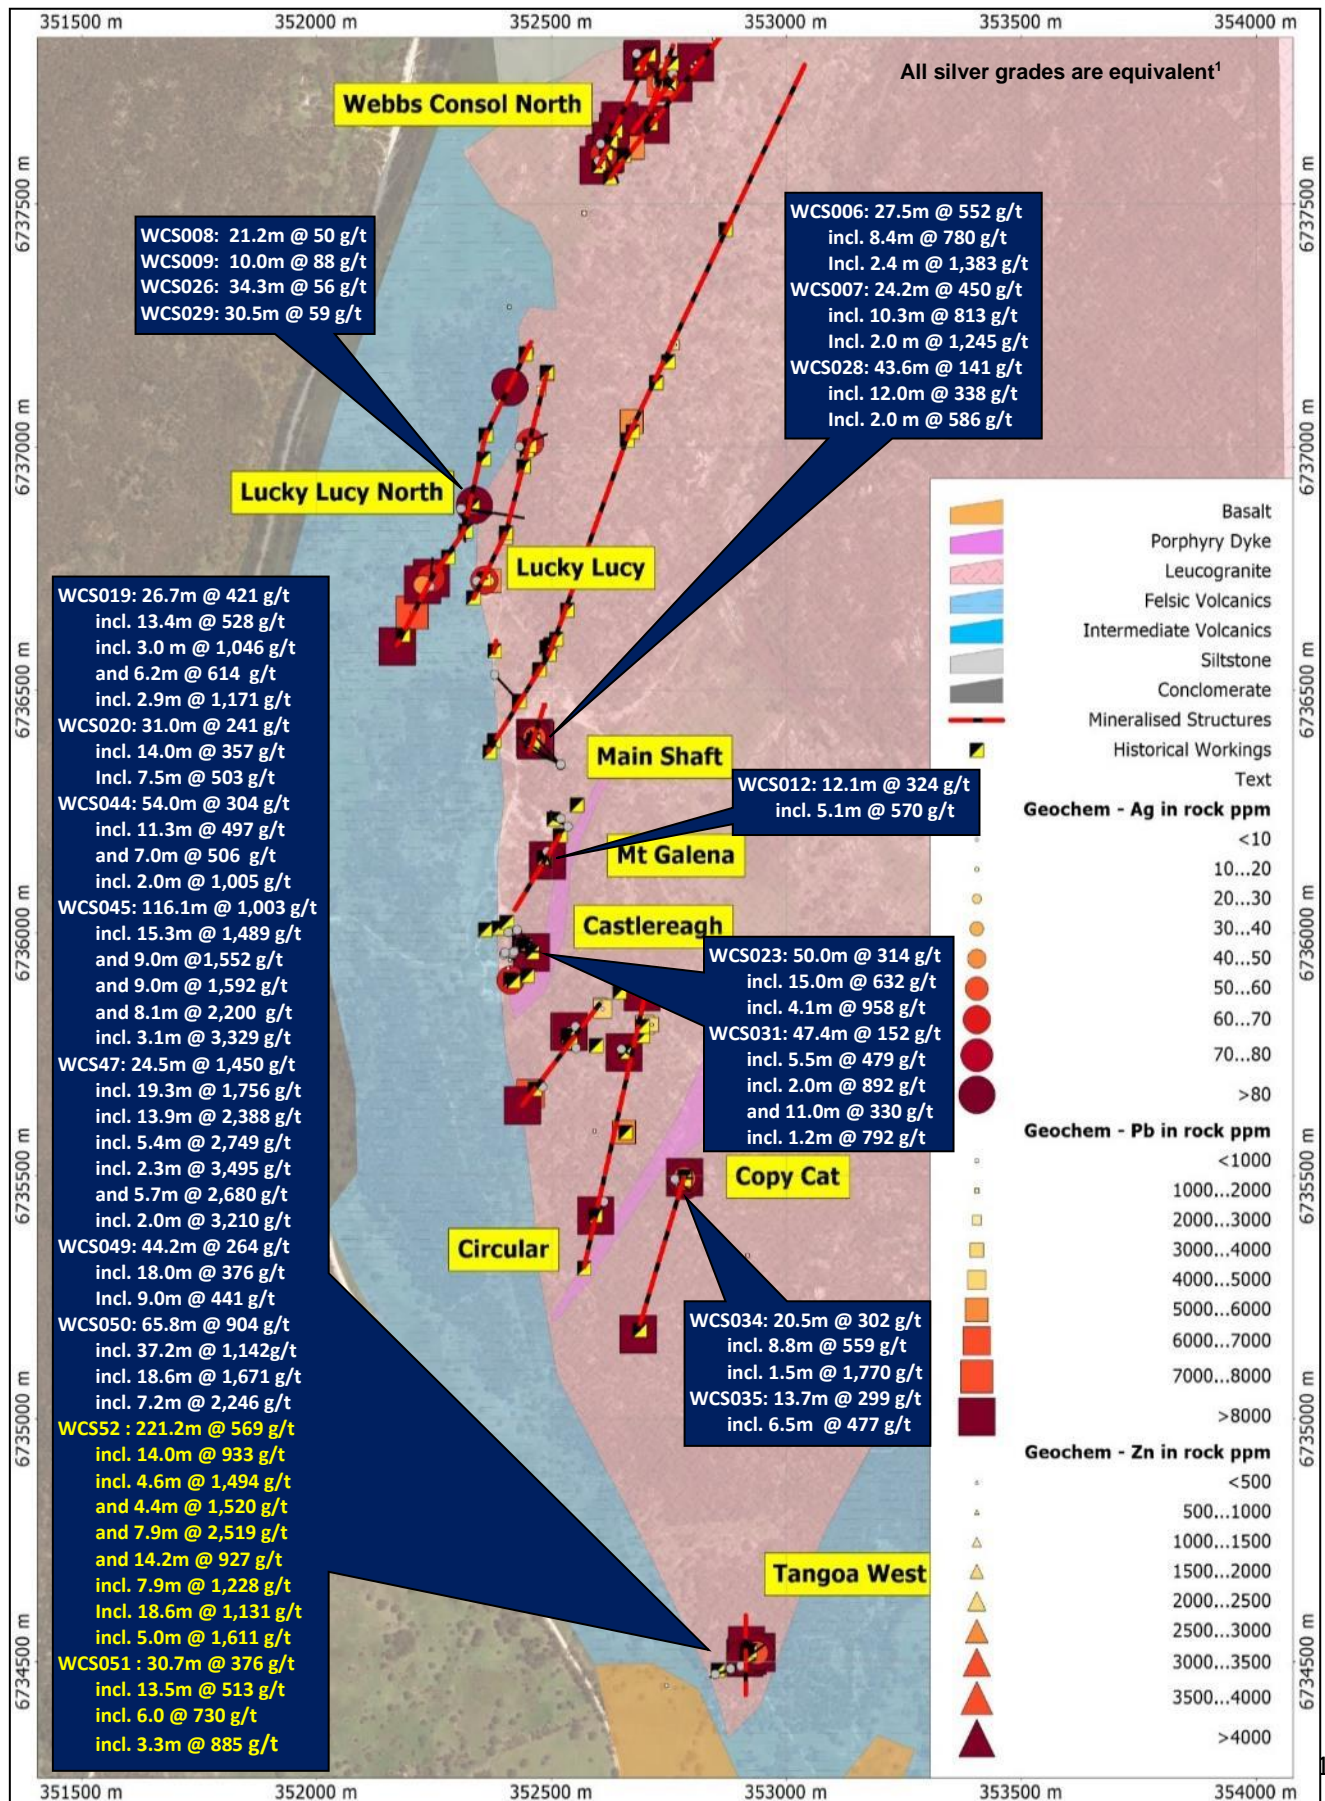 351500 m
352000 m
352500 m
353000 m
353500 m
354000 m
All silver grades are equivalent¹
Webbs Consol North
6737500 m
6737500 m
WCS008: 21.2m @ 50 g/t
WCS009: 10.0m @ 88 g/t
WCS026: 34.3m @ 56 g/t
WCS029: 30.5m @ 59 g/t
WCS006: 27.5m @ 552 g/t
incl. 8.4m @ 780 g/t
Incl. 2.4 m @ 1,383 g/t
WCS007: 24.2m @ 450 g/t
incl. 10.3m @ 813 g/t
Incl. 2.0 m @ 1,245 g/t
WCS028: 43.6m @ 141 g/t
incl. 12.0m @ 338 g/t
Incl. 2.0 m @ 586 g/t
6737000 m
6737000 m
Lucky Lucy North
Lucky Lucy
6736500 m
6736500 m
Main Shaft
WCS012: 12.1m @ 324 g/t
incl. 5.1m @ 570 g/t
Mt Galena
Castlereagh
6736000 m
6736000 m
WCS023: 50.0m @ 314 g/t
incl. 15.0m @ 632 g/t
incl. 4.1m @ 958 g/t
WCS031: 47.4m @ 152 g/t
incl. 5.5m @ 479 g/t
incl. 2.0m @ 892 g/t
and 11.0m @ 330 g/t
incl. 1.2m @ 792 g/t
WCS019: 26.7m @ 421 g/t
incl. 13.4m @ 528 g/t
incl. 3.0 m @ 1,046 g/t
and 6.2m @ 614 g/t
incl. 2.9m @ 1,171 g/t
WCS020: 31.0m @ 241 g/t
incl. 14.0m @ 357 g/t
Incl. 7.5m @ 503 g/t
WCS044: 54.0m @ 304 g/t
incl. 11.3m @ 497 g/t
and 7.0m @ 506 g/t
incl. 2.0m @ 1,005 g/t
WCS045: 116.1m @ 1,003 g/t
incl. 15.3m @ 1,489 g/t
and 9.0m @1,552 g/t
and 9.0m @ 1,592 g/t
and 8.1m @ 2,200 g/t
incl. 3.1m @ 3,329 g/t
WCS47: 24.5m @ 1,450 g/t
incl. 19.3m @ 1,756 g/t
incl. 13.9m @ 2,388 g/t
incl. 5.4m @ 2,749 g/t
incl. 2.3m @ 3,495 g/t
and 5.7m @ 2,680 g/t
incl. 2.0m @ 3,210 g/t
WCS049: 44.2m @ 264 g/t
incl. 18.0m @ 376 g/t
Incl. 9.0m @ 441 g/t
WCS050: 65.8m @ 904 g/t
incl. 37.2m @ 1,142g/t
incl. 18.6m @ 1,671 g/t
incl. 7.2m @ 2,246 g/t
WCS52 : 221.2m @ 569 g/t
incl. 14.0m @ 933 g/t
incl. 4.6m @ 1,494 g/t
and 4.4m @ 1,520 g/t
and 7.9m @ 2,519 g/t
and 14.2m @ 927 g/t
incl. 7.9m @ 1,228 g/t
Incl. 18.6m @ 1,131 g/t
incl. 5.0m @ 1,611 g/t
WCS051 : 30.7m @ 376 g/t
incl. 13.5m @ 513 g/t
incl. 6.0 @ 730 g/t
incl. 3.3m @ 885 g/t
Copy Cat
6735500 m
6735500 m
Circular
WCS034: 20.5m @ 302 g/t
incl. 8.8m @ 559 g/t
incl. 1.5m @ 1,770 g/t
WCS035: 13.7m @ 299 g/t
incl. 6.5m @ 477 g/t
6735000 m
6735000 m
Tangoa West
6734500 m
6734500 m
Basalt
Porphyry Dyke
Leucogranite
Felsic Volcanics
Intermediate Volcanics
Siltstone
Conclomerate
Mineralised Structures
Historical Workings
Text
Geochem - Ag in rock ppm
<10
10...20
20...30
30...40
40...50
50...60
60...70
70...80
>80
Geochem - Pb in rock ppm
<1000
1000...2000
2000...3000
3000...4000
4000...5000
5000...6000
6000...7000
7000...8000
>8000
Geochem - Zn in rock ppm
<500
500...1000
1000...1500
1500...2000
2000...2500
2500...3000
3000...3500
3500...4000
>4000
1
351500 m
352000 m
352500 m
353000 m
353500 m
354000 m